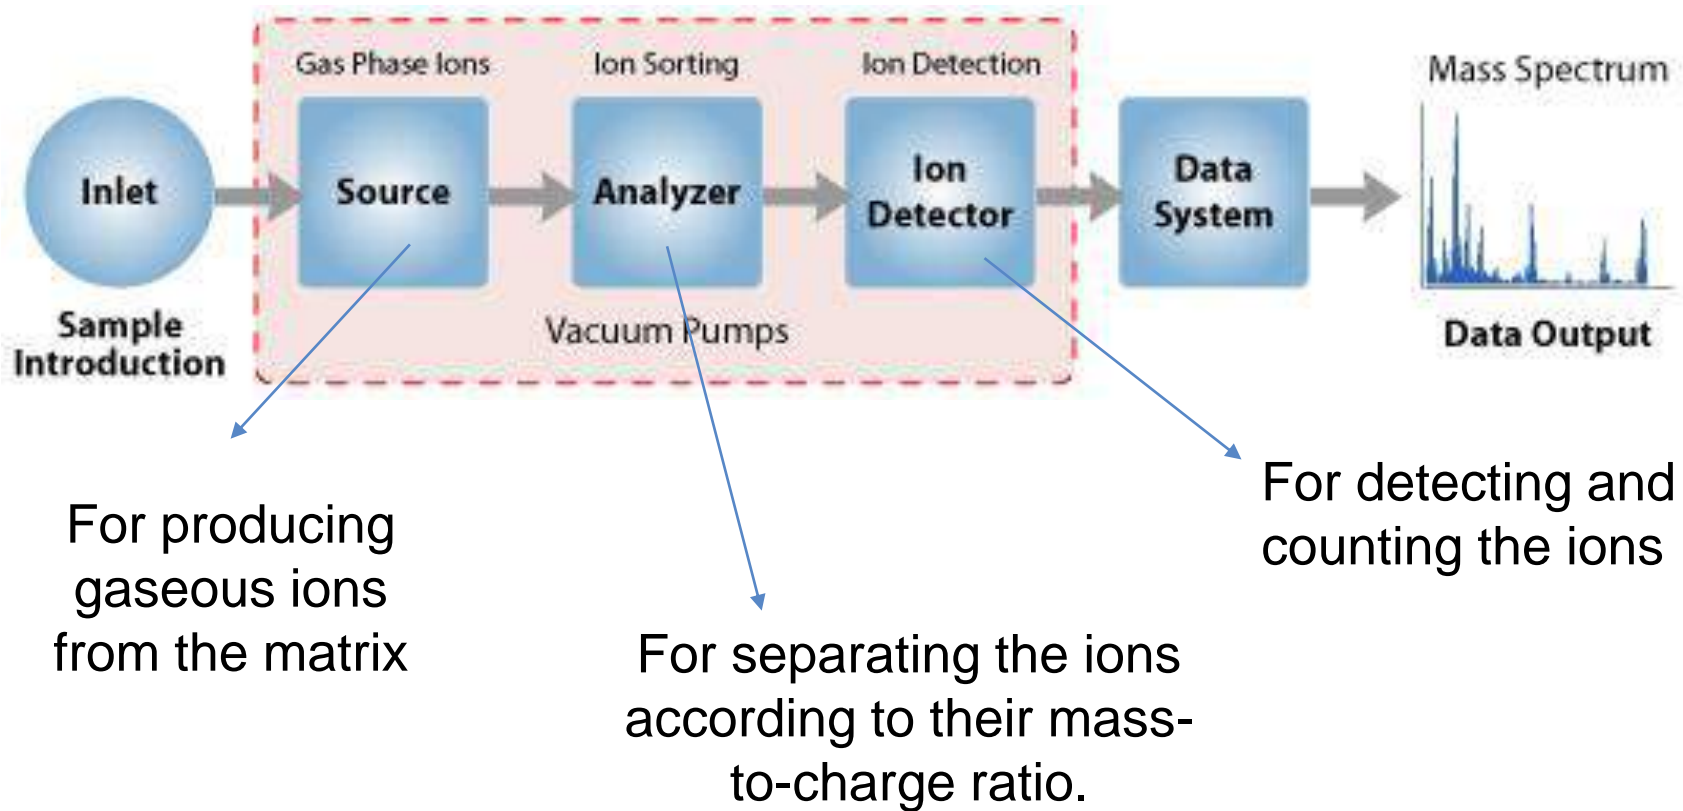 Gas Phase Ions
Ion Sorting
Ion Detection
Mass Spectrum
Inlet
Source
Analyzer
Ion
Detector
Data
System
Sample
Introduction
Vacuum Pumps
Data Output
For producing
gaseous ions
from the matrix
For separating the ions
according to their mass-
to-charge ratio.
For detecting and
counting the ions